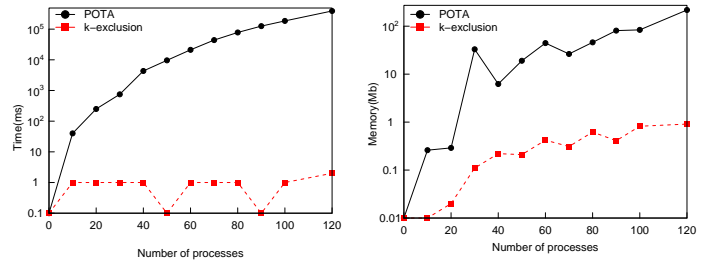 POTA
k-exclusion
Time(ms)
10^5
10^4
10^3
10^2
10
1
0.1
0 20 40 60 80 100 120
Number of processes
POTA
k-exclusion
Memory(Mb)
10^2
10
1
0.1
0.01
0 20 40 60 80 100 120
Number of processes